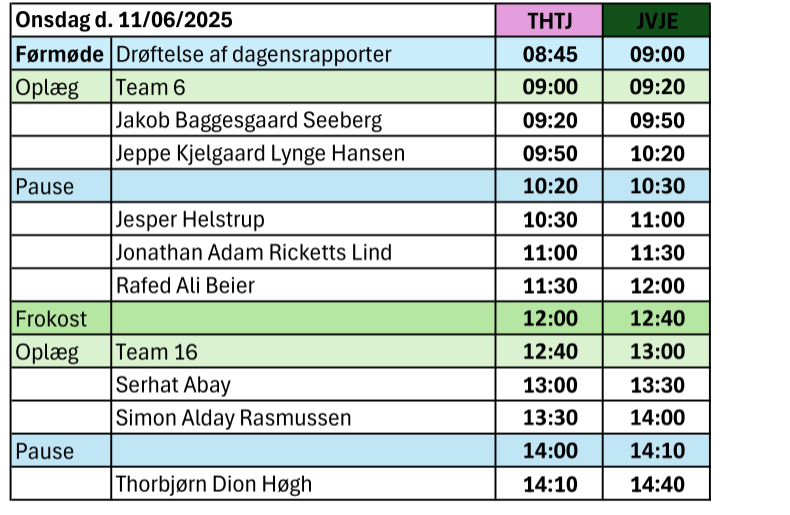 Onsdag d. 11/06/2025 THTJ JVJE
Førmøde Drøftelse af dagensrapporter 08:45 09:00
Oplæg Team 6 09:00 09:20
Jakob Baggesgaard Seeberg 09:20 09:50
Jeppe Kjelgaard Lynge Hansen 09:50 10:20
Pause 10:20 10:30
Jesper Helstrup 10:30 11:00
Jonathan Adam Ricketts Lind 11:00 11:30
Rafed Ali Beier 11:30 12:00
Frokost 12:00 12:40
Oplæg Team 16 12:40 13:00
Serhat Abay 13:00 13:30
Simon Alday Rasmussen 13:30 14:00
Pause 14:00 14:10
Thorbjørn Dion Høgh 14:10 14:40